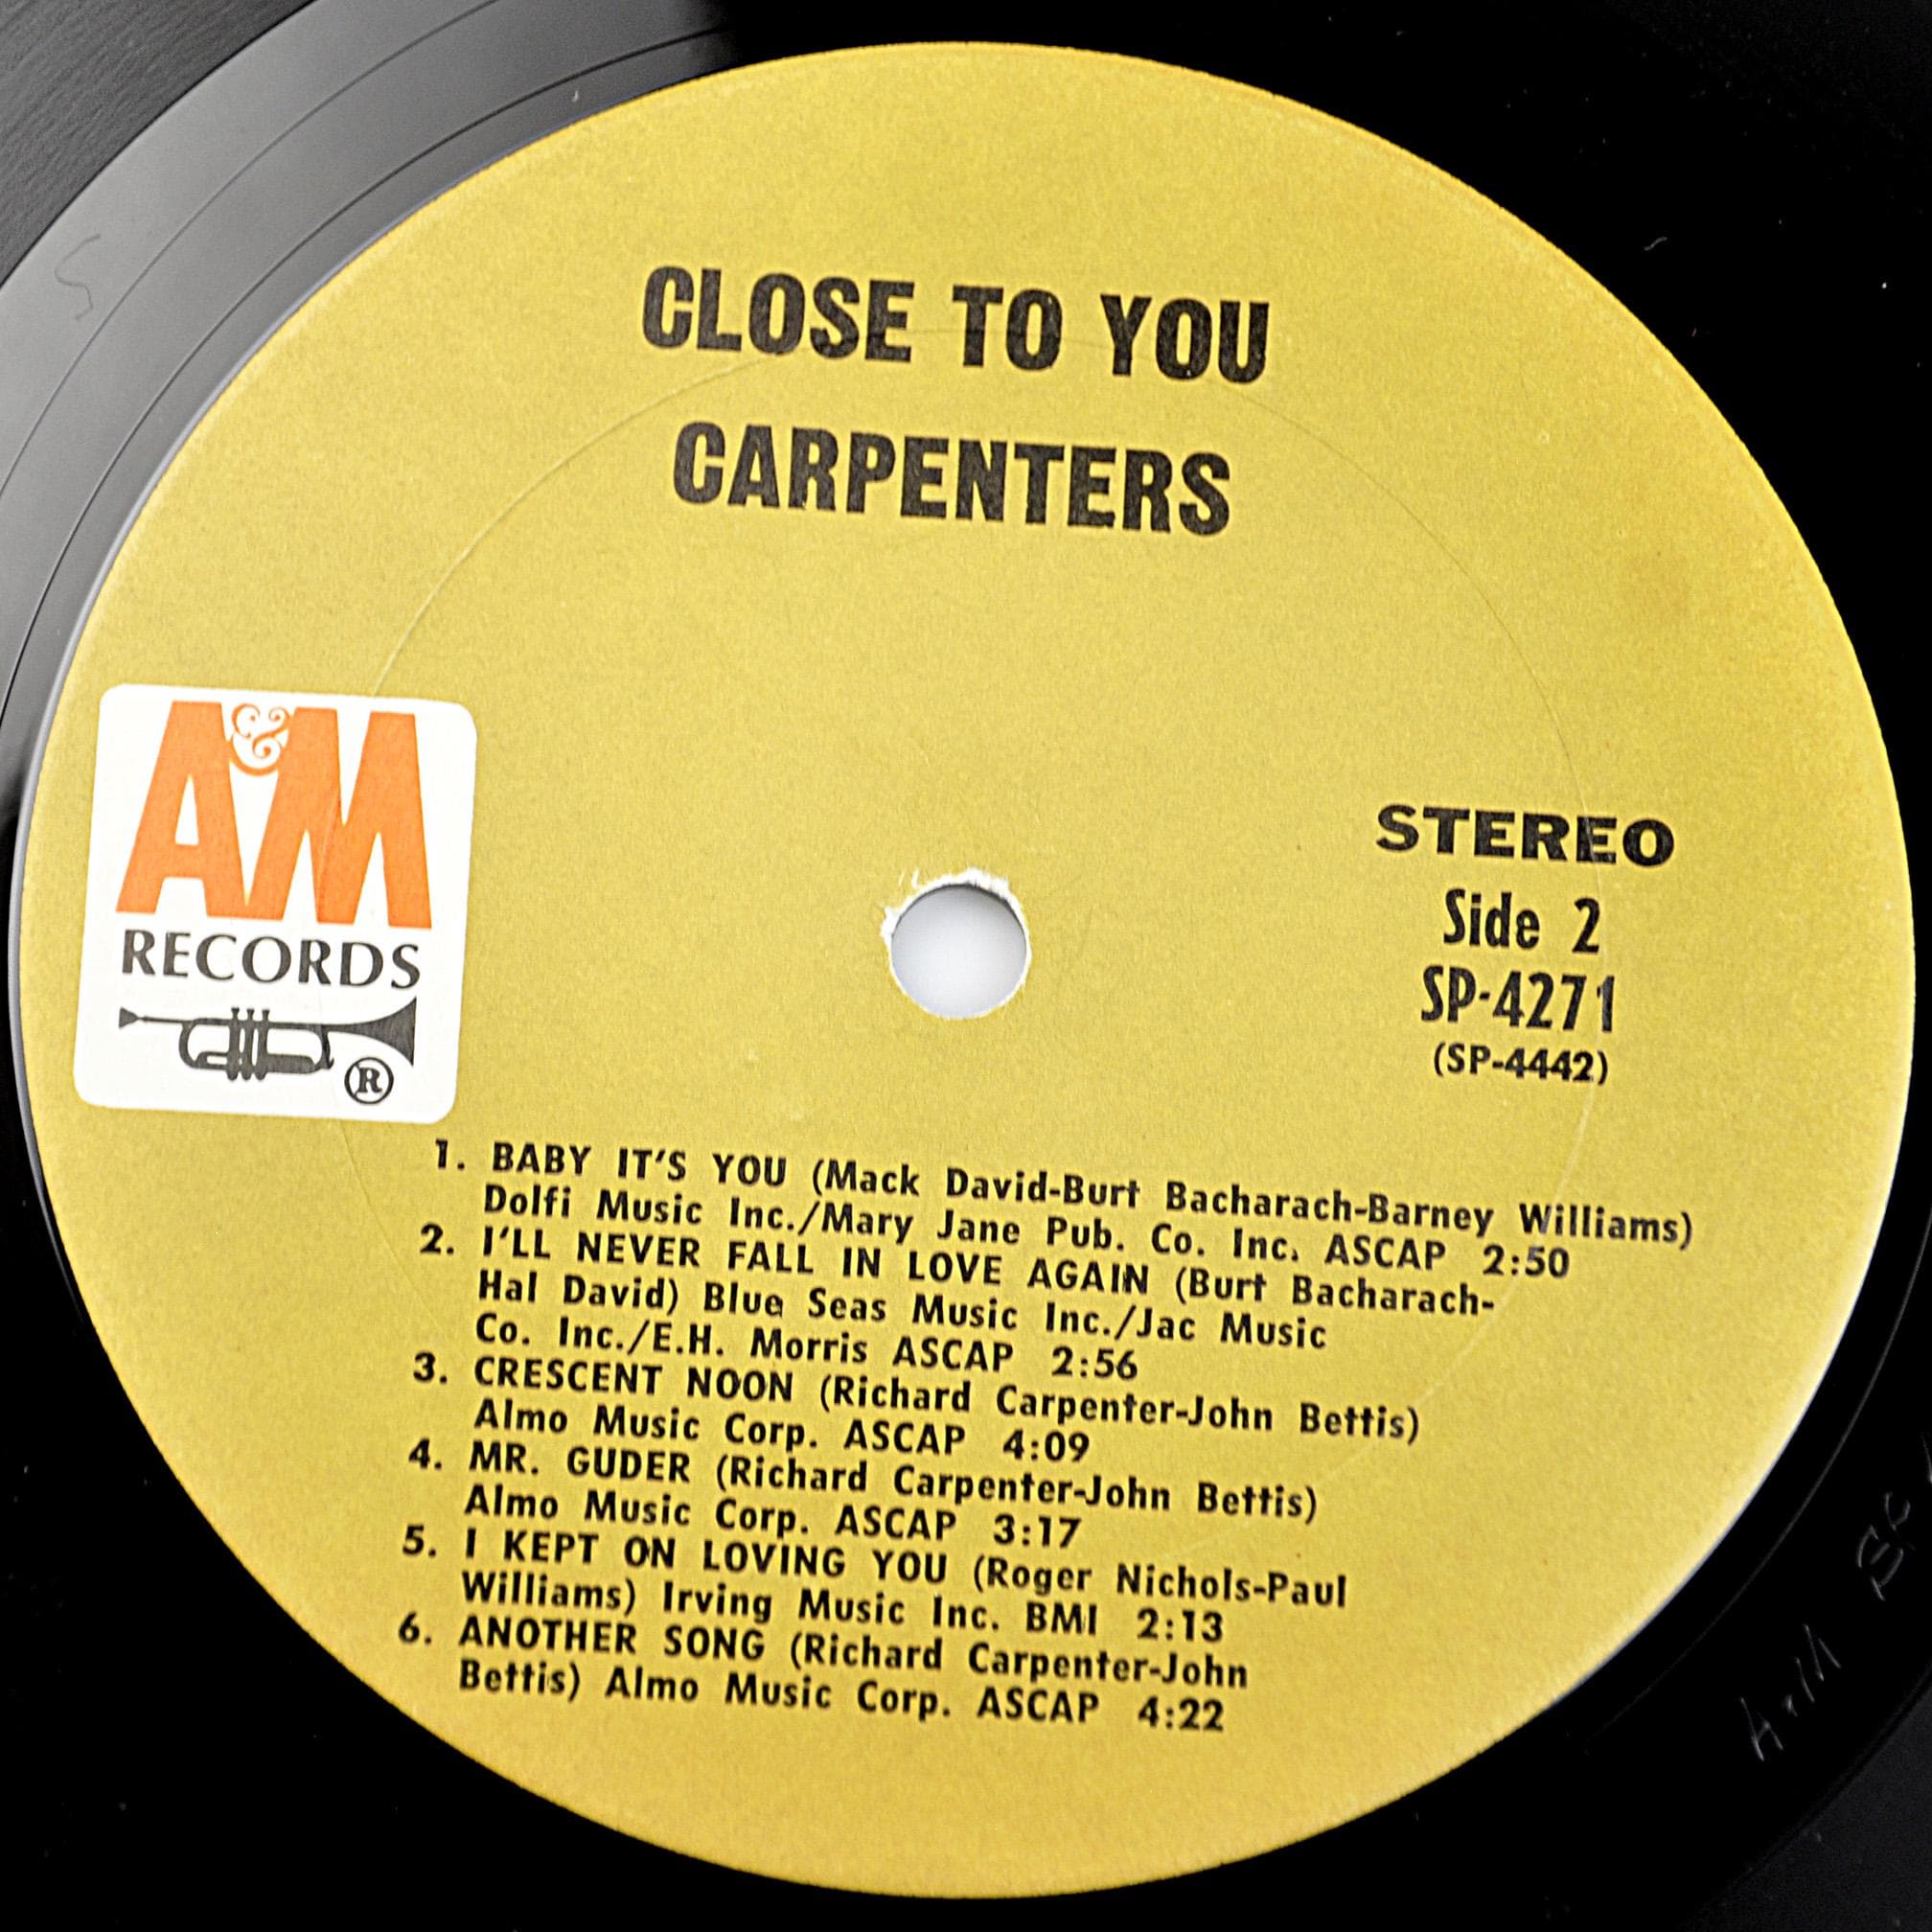 CLOSE TO YOU
CARPENTERS
A&M
RECORDS
®
STEREO
Side 2
SP-4271
(SP-4442)
1. BABY IT'S YOU (Mack David-Burt Bacharach-Barney Williams)
Dolfi Music Inc./Mary Jane Pub. Co. Inc. ASCAP 2:50
2. I'LL NEVER FALL IN LOVE AGAIN (Burt Bacharach-
Hal David) Blue Seas Music Inc./Jac Music
Co. Inc./E.H. Morris ASCAP 2:56
3. CRESCENT NOON (Richard Carpenter-John Bettis)
Almo Music Corp. ASCAP 4:09
4. MR. GUDER (Richard Carpenter-John Bettis)
Almo Music Corp. ASCAP 3:17
5. I KEPT ON LOVING YOU (Roger Nichols-Paul
Williams) Irving Music Inc. BMI 2:13
6. ANOTHER SONG (Richard Carpenter-John
Bettis) Almo Music Corp. ASCAP 4:22